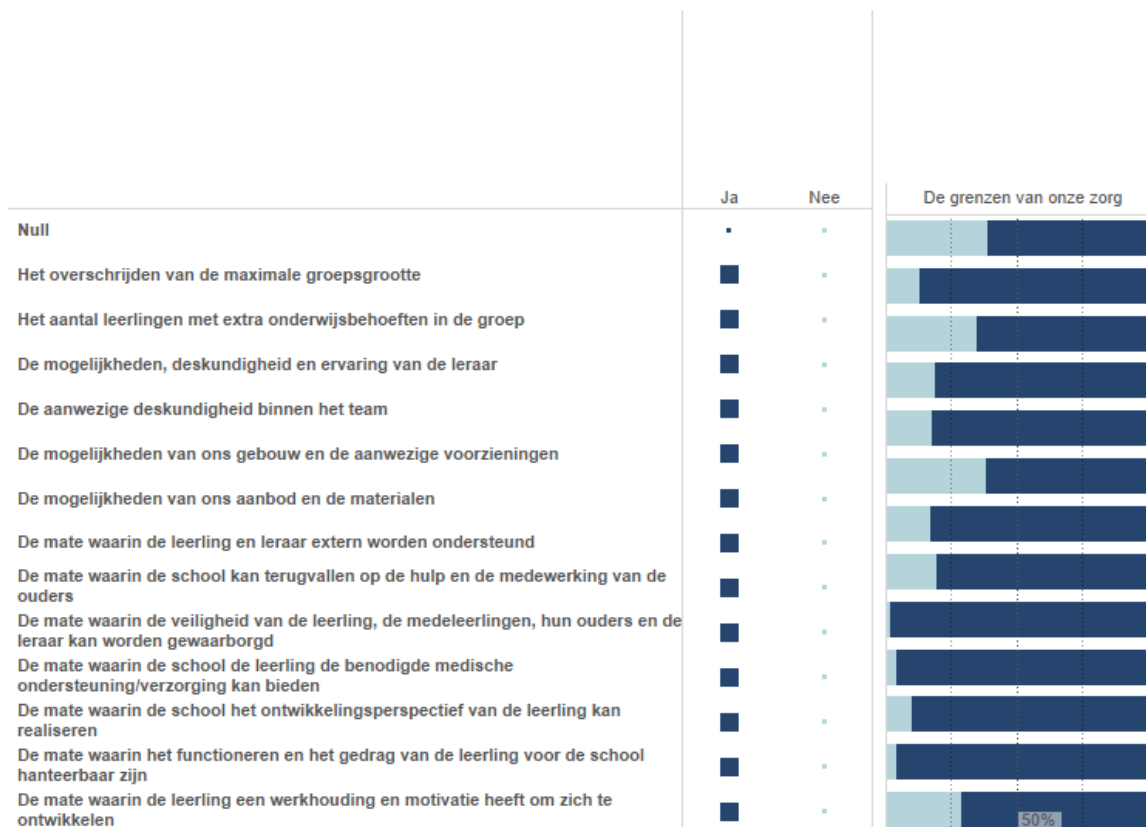 Ja Nee De grenzen van onze zorg
Null
Het overschrijden van de maximale groepsgrootte
Het aantal leerlingen met extra onderwijsbehoeften in de groep
De mogelijkheden, deskundigheid en ervaring van de leraar
De aanwezige deskundigheid binnen het team
De mogelijkheden van ons gebouw en de aanwezige voorzieningen
De mogelijkheden van ons aanbod en de materialen
De mate waarin de leerling en leraar extern worden ondersteund
De mate waarin de school kan terugvallen op de hulp en de medewerking van de
ouders
De mate waarin de veiligheid van de leerling, de medeleerlingen, hun ouders en de
leraar kan worden gewaarborgd
De mate waarin de school de leerling de benodigde medische
ondersteuning/verzorging kan bieden
De mate waarin de school het ontwikkelingsperspectief van de leerling kan
realiseren
De mate waarin het functioneren en het gedrag van de leerling voor de school
hanteerbaar zijn
De mate waarin de leerling een werkhouding en motivatie heeft om zich te
ontwikkelen
50%